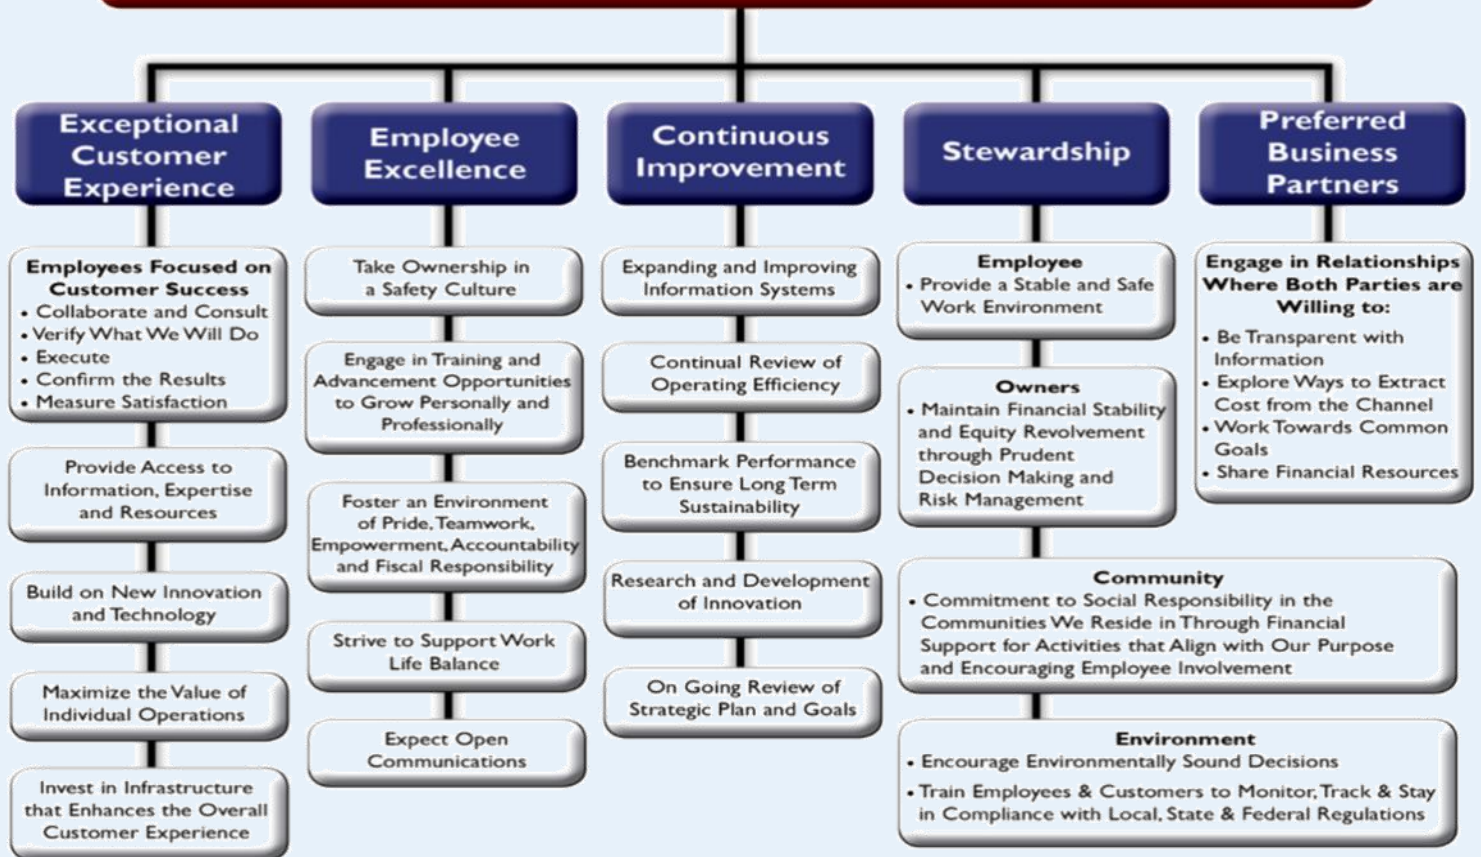 Exceptional
Customer
Experience
Employees Focused on
Customer Success
• Collaborate and Consult
• Verify What We Will Do
• Execute
• Confirm the Results
• Measure Satisfaction
Provide Access to
Information, Expertise
and Resources
Build on New Innovation
and Technology
Maximize the Value of
Individual Operations
Invest in Infrastructure
that Enhances the Overall
Customer Experience
Employee
Excellence
Take Ownership in
a Safety Culture
Engage in Training and
Advancement Opportunities
to Grow Personally and
Professionally
Foster an Environment
of Pride, Teamwork,
Empowerment, Accountability
and Fiscal Responsibility
Strive to Support Work
Life Balance
Expect Open
Communications
Continuous
Improvement
Expanding and Improving
Information Systems
Continual Review of
Operating Efficiency
Benchmark Performance
to Ensure Long Term
Sustainability
Research and Development
of Innovation
On Going Review of
Strategic Plan and Goals
Stewardship
Employee
• Provide a Stable and Safe
Work Environment
Owners
• Maintain Financial Stability
and Equity Revolvement
through Prudent
Decision Making and
Risk Management
Community
• Commitment to Social Responsibility in the
Communities We Reside in Through Financial
Support for Activities that Align with Our Purpose
and Encouraging Employee Involvement
Environment
• Encourage Environmentally Sound Decisions
• Train Employees & Customers to Monitor, Track & Stay
in Compliance with Local, State & Federal Regulations
Preferred
Business
Partners
Engage in Relationships
Where Both Parties are
Willing to:
• Be Transparent with
Information
• Explore Ways to Extract
Cost from the Channel
• Work Towards Common
Goals
• Share Financial Resources